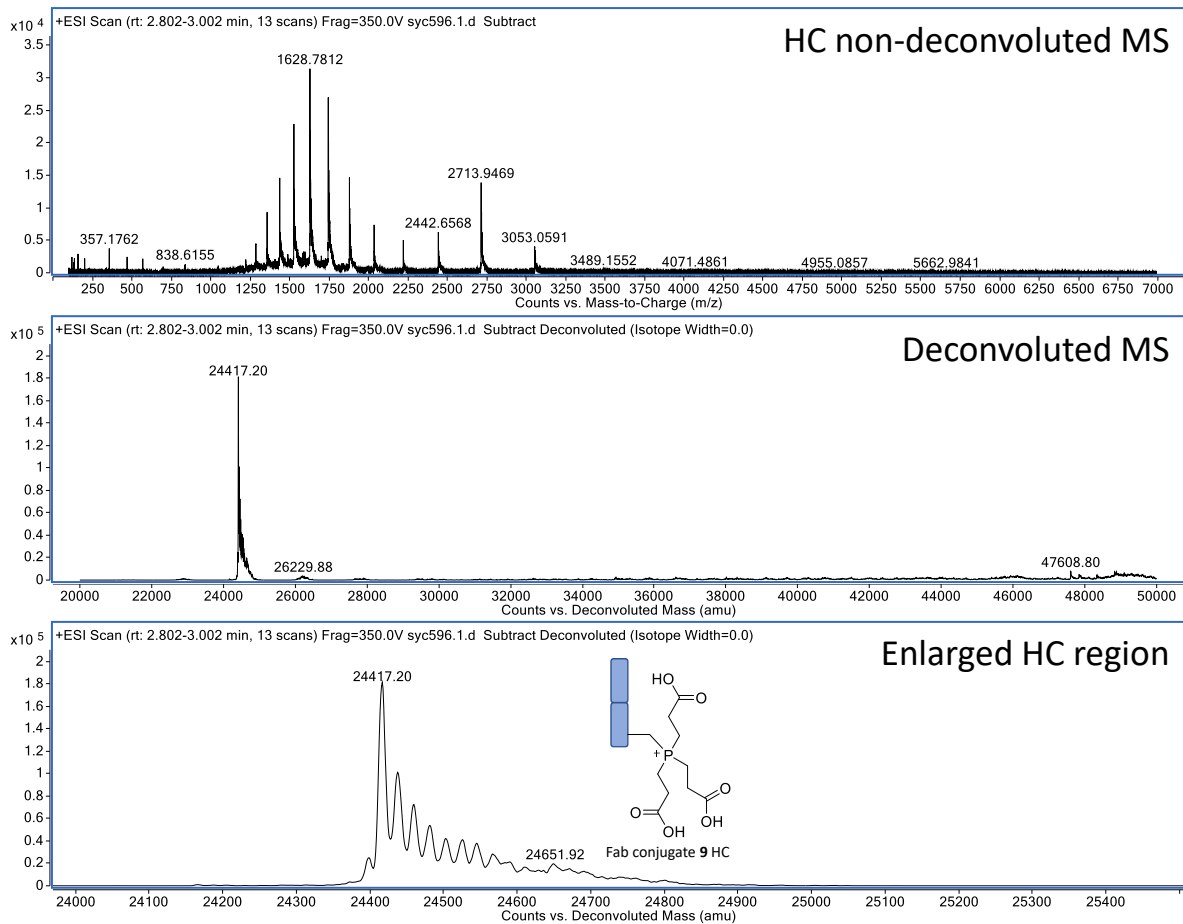 +ESI Scan (rt: 2.802-3.002 min, 13 scans) Frag=350.0V syc596.1.d Subtract
HC non-deconvoluted MS
x10 4
3.5
3
2.5
2
1.5
1
0.5
0
1628.7812
2713.9469
2442.6568
3053.0591
357.1762
838.6155
3489.1552
4071.4861
4955.0857
5662.9841
250 500 750 1000 1250 1500 1750 2000 2250 2500 2750 3000 3250 3500 3750 4000 4250 4500 4750 5000 5250 5500 5750 6000 6250 6500 6750 7000
Counts vs. Mass-to-Charge (m/z)
+ESI Scan (rt: 2.802-3.002 min, 13 scans) Frag=350.0V syc596.1.d Subtract Deconvoluted (Isotope Width=0.0)
Deconvoluted MS
x10 5
2
1.8
1.6
1.4
1.2
1
0.8
0.6
0.4
0.2
0
24417.20
26229.88
47608.80
20000 22000 24000 26000 28000 30000 32000 34000 36000 38000 40000 42000 44000 46000 48000 50000
Counts vs. Deconvoluted Mass (amu)
+ESI Scan (rt: 2.802-3.002 min, 13 scans) Frag=350.0V syc596.1.d Subtract Deconvoluted (Isotope Width=0.0)
Enlarged HC region
x10 5
2
1.8
1.6
1.4
1.2
1
0.8
0.6
0.4
0.2
0
24417.20
24651.92
HO
O
+
P
O
OH
O
OH
Fab conjugate 9 HC
24000 24100 24200 24300 24400 24500 24600 24700 24800 24900 25000 25100 25200 25300 25400
Counts vs. Deconvoluted Mass (amu)